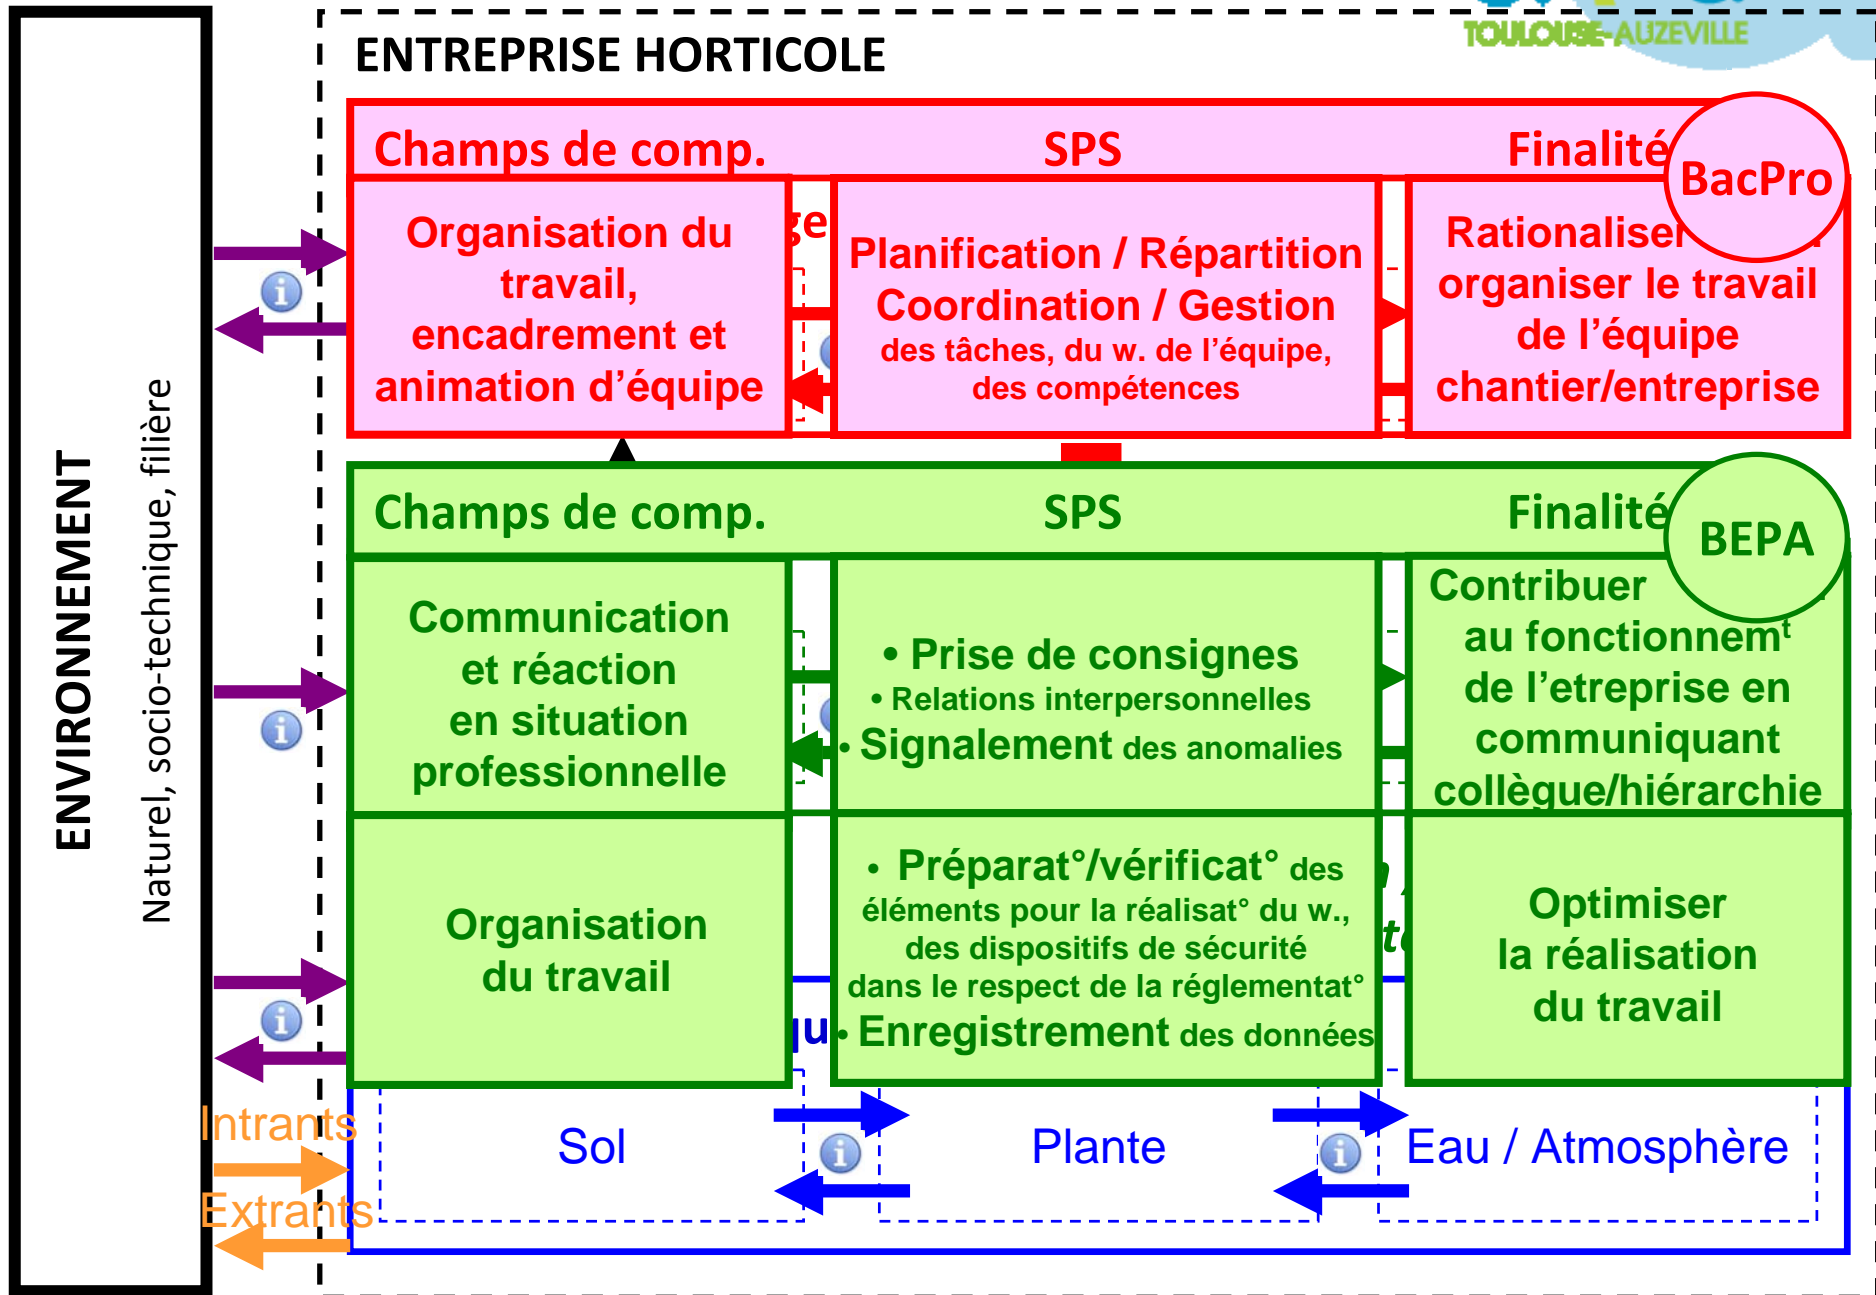 TOULOUSE-AUZEVILLE
ENTREPRISE HORTICOLE
ENVIRONNEMENT
Naturel, socio-technique, filière
Champs de comp. SPS Finalité
BacPro
Organisation du
travail,
encadrement et
animation d'équipe
Planification / Répartition
Coordination / Gestion
des tâches, du w. de l'équipe,
des compétences
Rationaliser
organiser le travail
de l'équipe
chantier/entreprise
Champs de comp. SPS Finalité
BEPA
Communication
et réaction
en situation
professionnelle
• Prise de consignes
• Relations interpersonnelles
• Signalement des anomalies
Contribuer
au fonctionnemᵗ
de l'etreprise en
communiquant
collègue/hiérarchie
Organisation
du travail
• Préparat°/vérificat° des
éléments pour la réalisat° du w.,
des dispositifs de sécurité
dans le respect de la réglementat°
• Enregistrement des données
Optimiser
la réalisation
du travail
Intrants
Extrants
Sol
Plante
Eau / Atmosphère